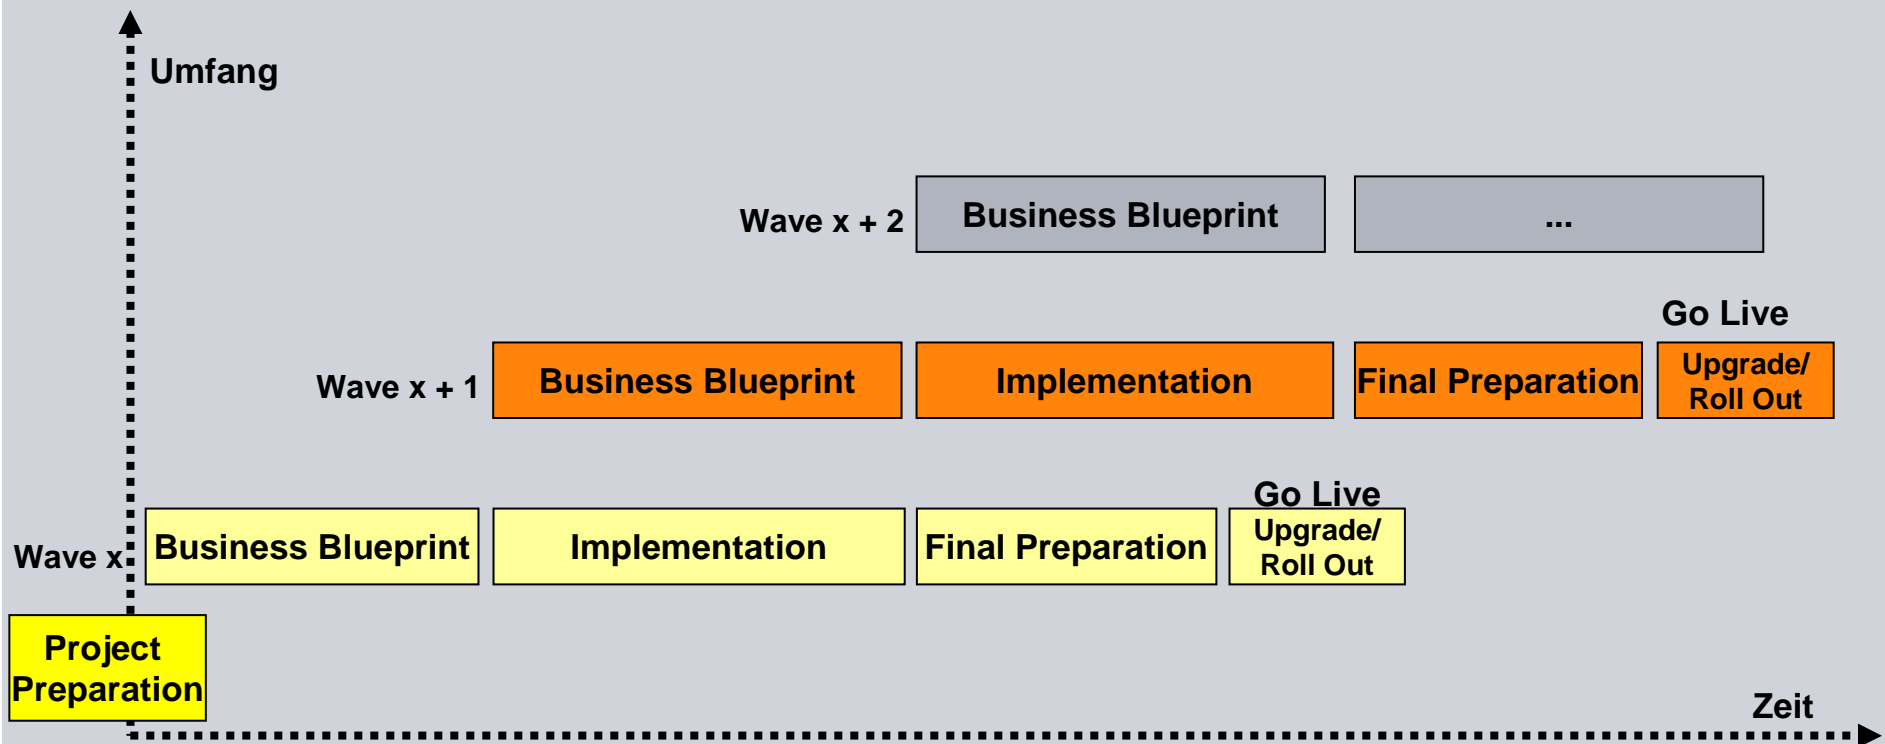 Umfang
Wave x + 2
Business Blueprint
...
Go Live
Wave x + 1
Business Blueprint
Implementation
Final Preparation
Upgrade/
Roll Out
Go Live
Wave x
Business Blueprint
Implementation
Final Preparation
Upgrade/
Roll Out
Project
Preparation
Zeit